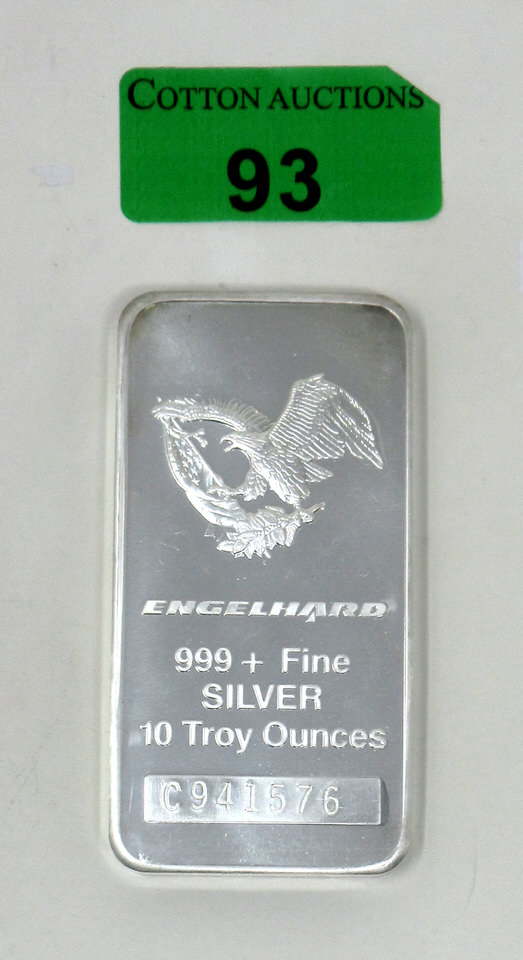 COTTON AUCTIONS
93
ENGELHARD
999 + Fine
SILVER
10 Troy Ounces
C941576